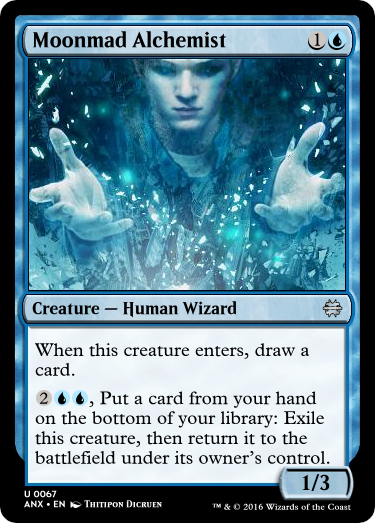 Moonmad Alchemist 1
Creature — Human Wizard
When this creature enters, draw a
card.
2, Put a card from your hand
on the bottom of your library: Exile
this creature, then return it to the
battlefield under its owner's control.
1/3
U 0067
ANX • EN Thitipon Dicruen
™ & © 2016 Wizards of the Coast